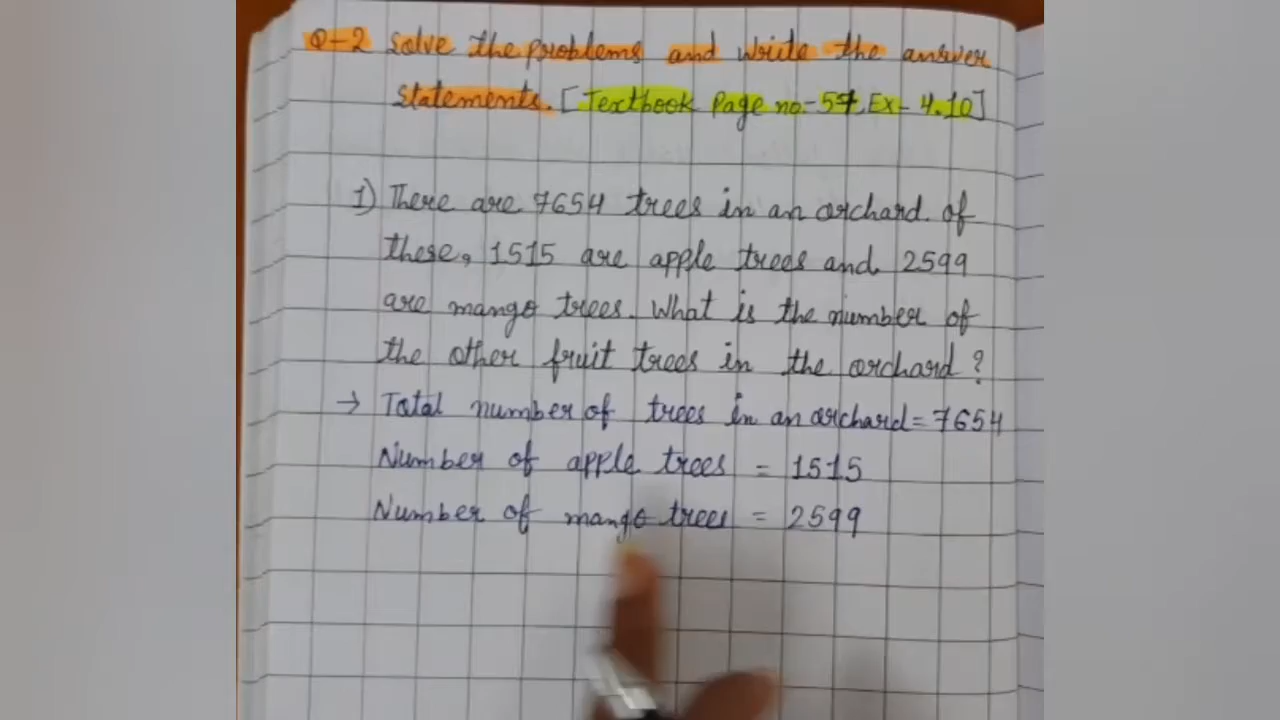 Q-2 Solve the problems and write the answer
statements. [Textbook Page no:-57, Ex- 4.10]
1) There are 7654 trees in an orchard. of
these, 1515 are apple trees and 2599
are mango trees. What is the number of
the other fruit trees in the orchard?
→ Total number of trees in an orchard = 7654
Number of apple trees = 1515
Number of mango trees = 2599